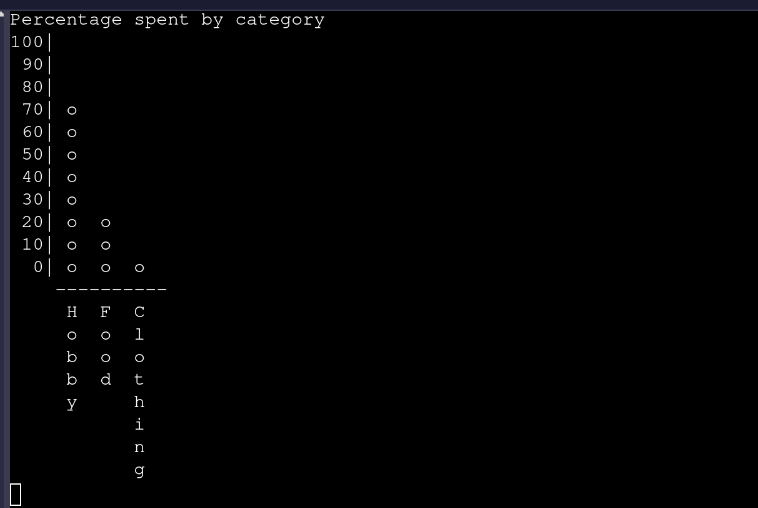 Percentage spent by category
100|
 90|
 80|
 70| o
 60| o
 50| o
 40| o
 30| o
 20| o  o
 10| o  o
  0| o  o  o
    ----------
     H  F  C
     o  o  l
     b  o  o
     b  d  t
     y     h
           i
           n
           g